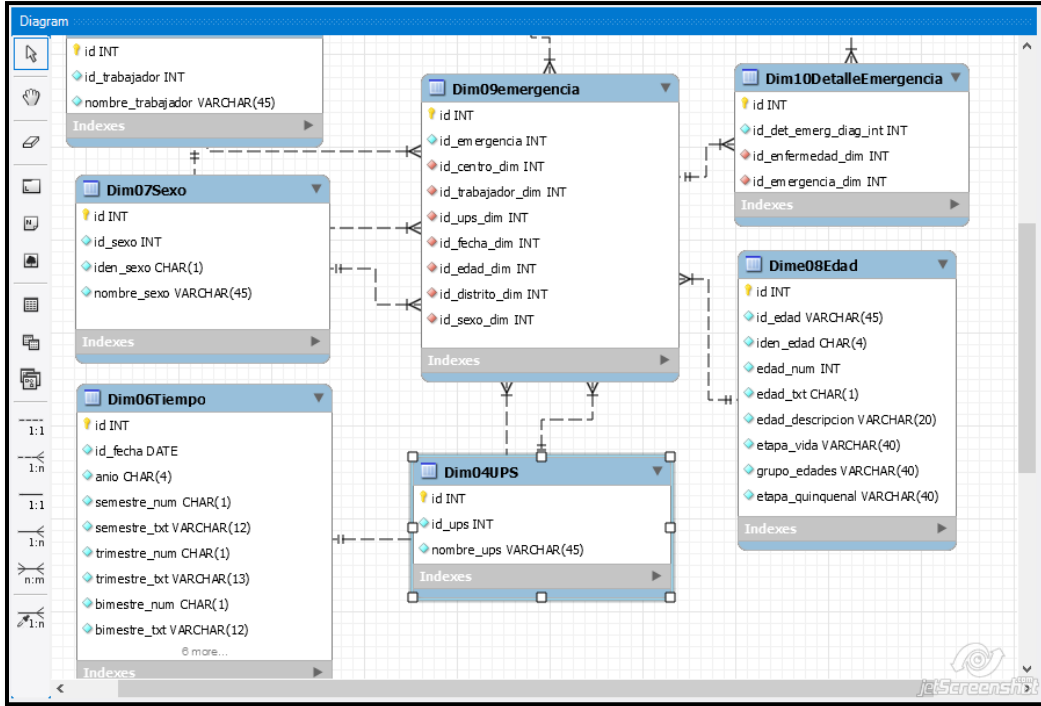 Diagram
id INT
id_trabajador INT
nombre_trabajador VARCHAR(45)
Indexes
Dim07Sexo
id INT
id_sexo INT
iden_sexo CHAR(1)
nombre_sexo VARCHAR(45)
Indexes
Dim06Tiempo
id INT
id_fecha DATE
anio CHAR(4)
semestre_num CHAR(1)
semestre_txt VARCHAR(12)
trimestre_num CHAR(1)
trimestre_txt VARCHAR(13)
bimestre_num CHAR(1)
bimestre_txt VARCHAR(12)
6 more...
Indexes
Dim09emergencia
id INT
id_emergencia INT
id_centro_dim INT
id_trabajador_dim INT
id_ups_dim INT
id_fecha_dim INT
id_edad_dim INT
id_distrito_dim INT
id_sexo_dim INT
Indexes
Dim04UPS
id INT
id_ups INT
nombre_ups VARCHAR(45)
Indexes
Dim10DetalleEmergencia
id INT
id_det_emerg_diag_int INT
id_enfermedad_dim INT
id_emergencia_dim INT
Indexes
Dime08Edad
id INT
id_edad VARCHAR(45)
iden_edad CHAR(4)
edad_num INT
edad_txt CHAR(1)
edad_descripcion VARCHAR(20)
etapa_vida VARCHAR(40)
grupo_edades VARCHAR(40)
etapa_quinquenal VARCHAR(40)
Indexes
1:1
1:n
1:1
1:n
n:m
1:n
jetScreenshot
.com